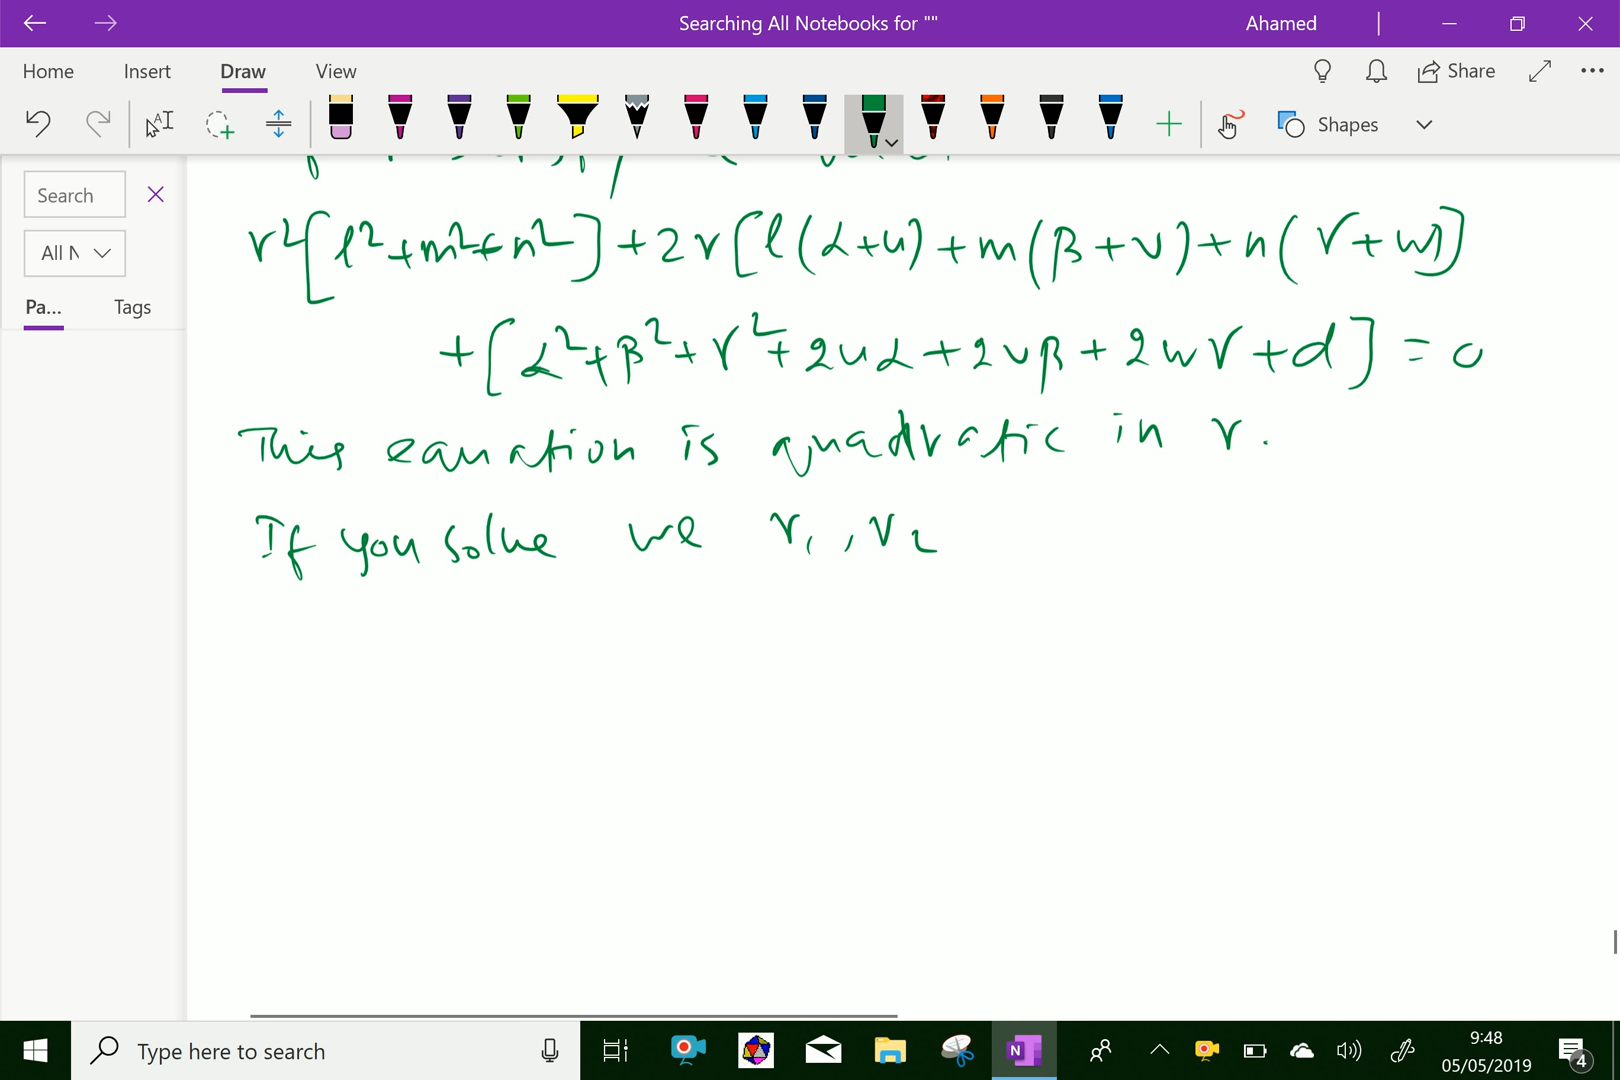 Searching All Notebooks for ""
Ahamed
Home Insert Draw View
Share
Shapes
Search
All N
Pa... Tags
r²[l²+m²+n²]+2r[l(α+u)+m(β+v)+n(γ+w)]
+[α²+β²+γ²+2uα+2vβ+2wγ+d]=0
This equation is quadratic in r.
If you solve we r₁, r₂
Type here to search
N
9:48
05/05/2019
4